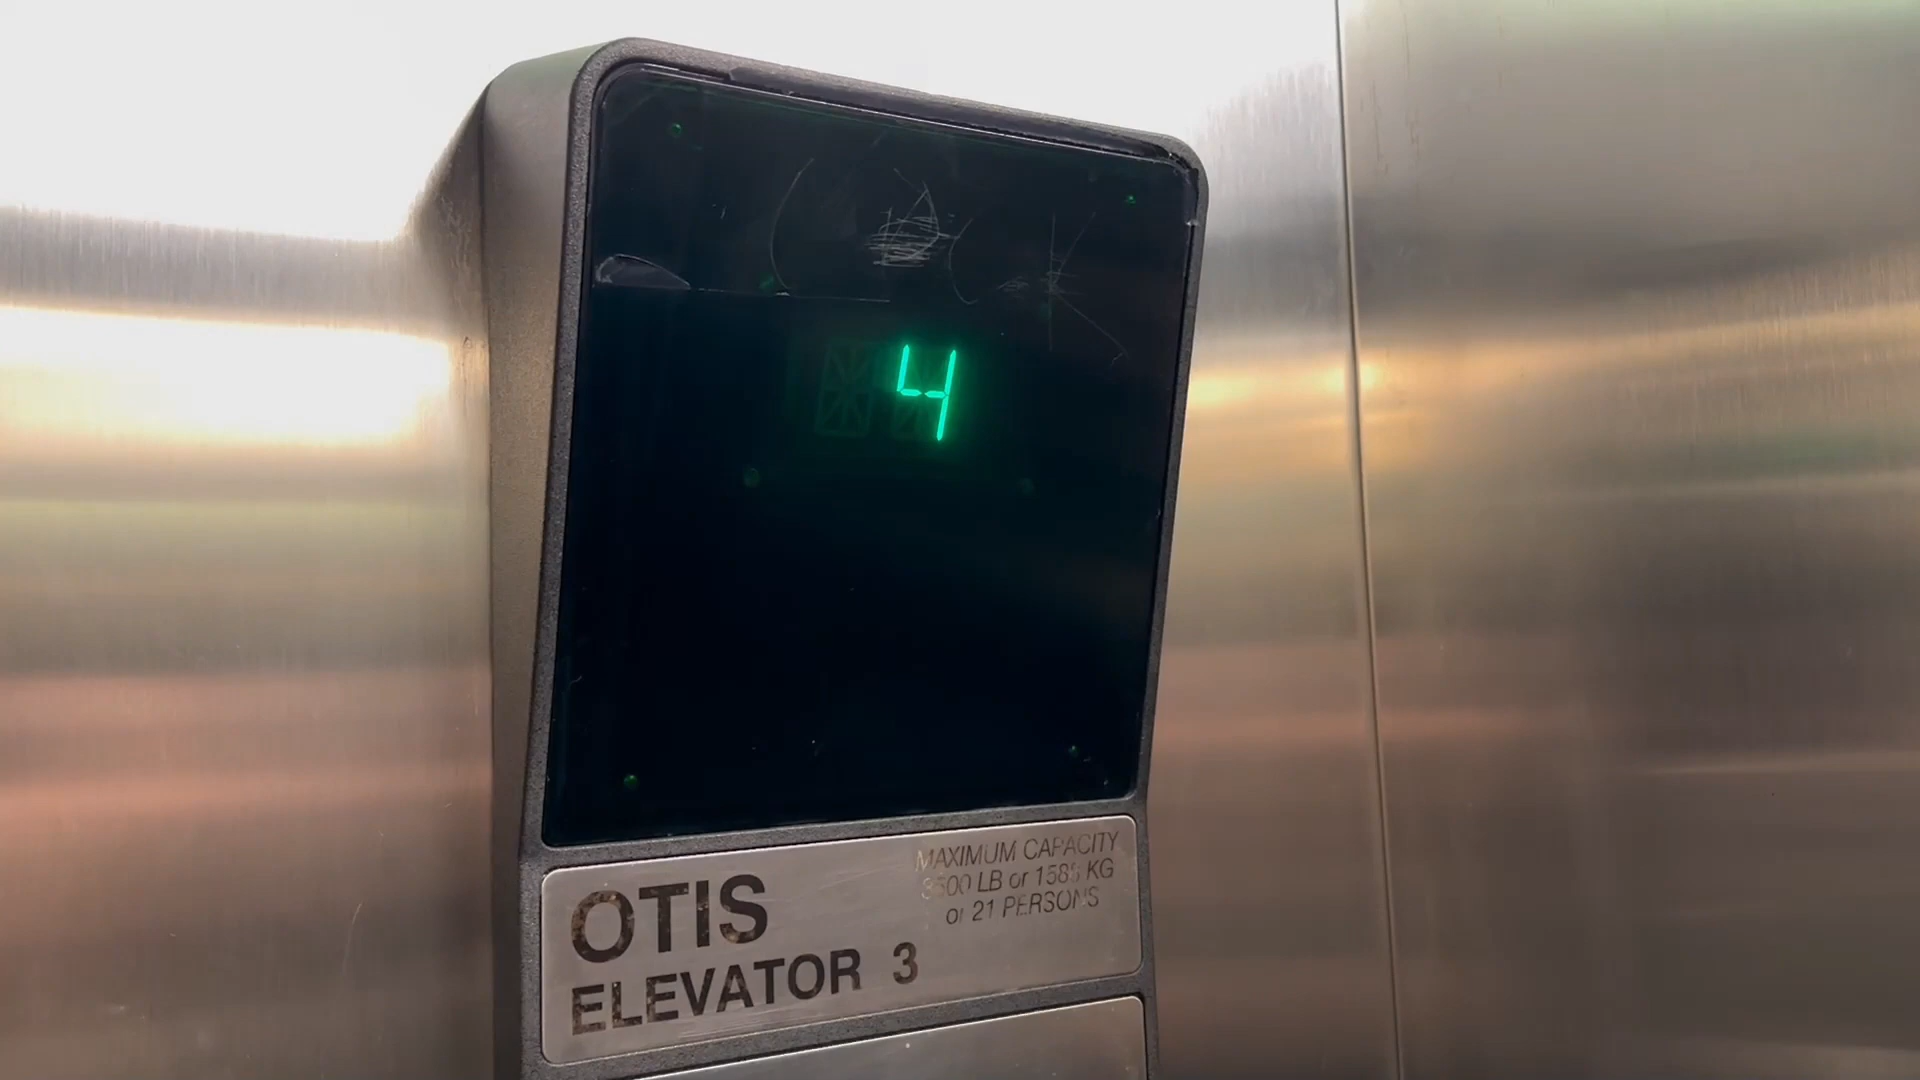 4
MAXIMUM CAPACITY
3500 LB or 1588 KG
or 21 PERSONS
OTIS
ELEVATOR 3